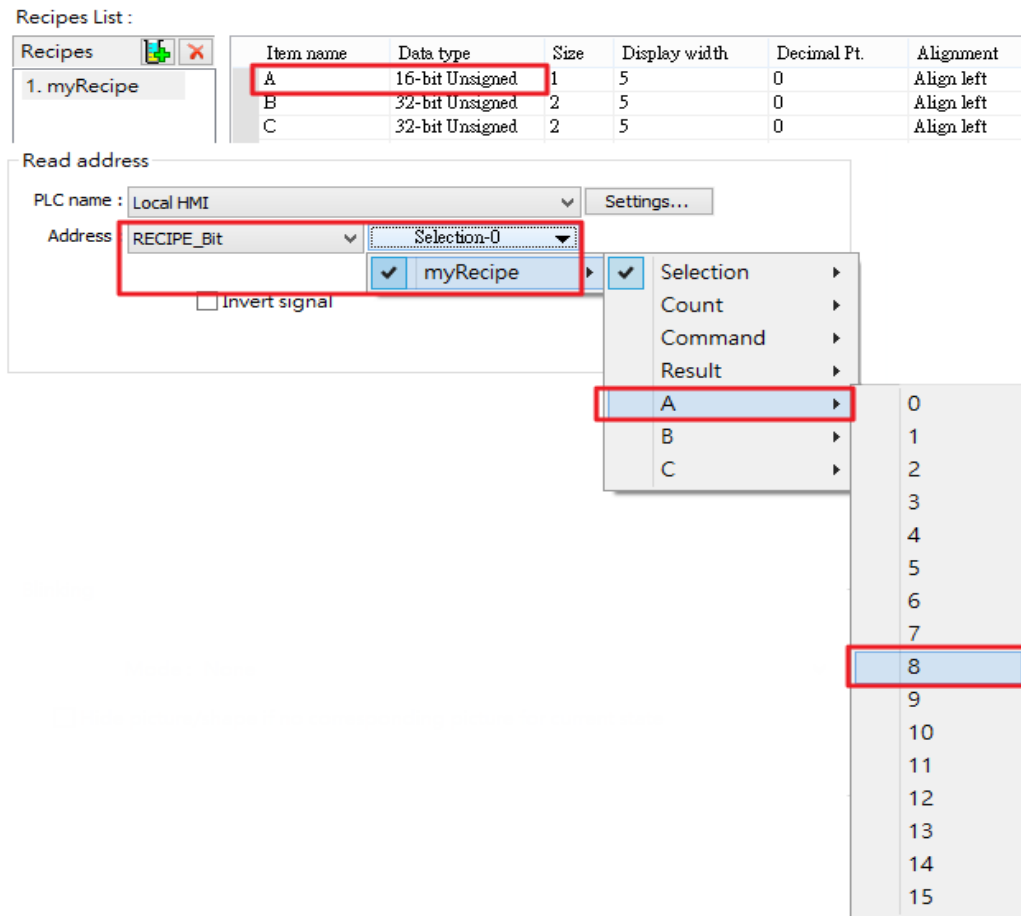 Recipes List :
Recipes
1. myRecipe
Item name Data type Size Display width Decimal Pt. Alignment
A 16-bit Unsigned 1 5 0 Align left
B 32-bit Unsigned 2 5 0 Align left
C 32-bit Unsigned 2 5 0 Align left
Read address
PLC name : Local HMI Settings...
Address : RECIPE_Bit Selection-0
myRecipe
Invert signal
Selection
Count
Command
Result
A
B
C
0
1
2
3
4
5
6
7
8
9
10
11
12
13
14
15